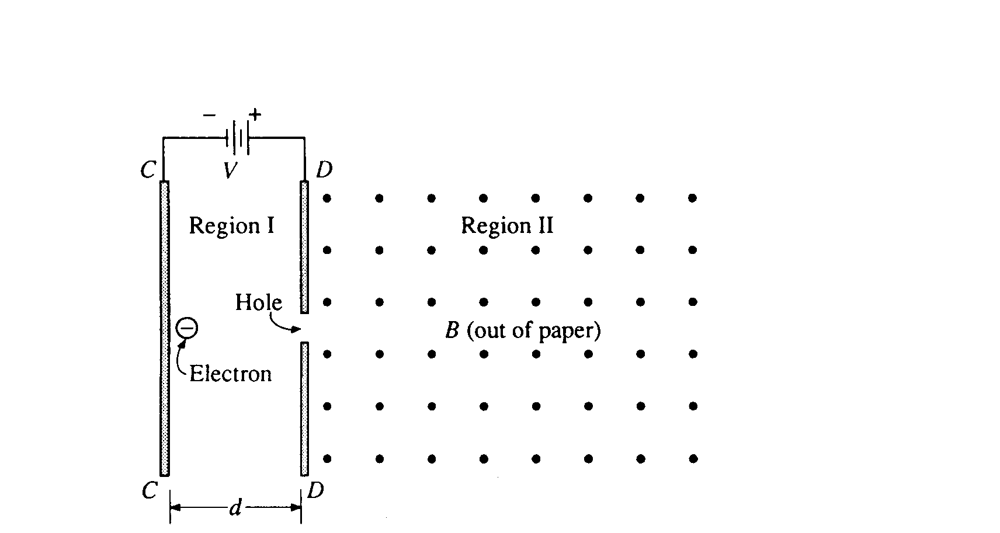 − +
C V D
Region I Region II
Hole
B (out of paper)
−
Electron
C D
d